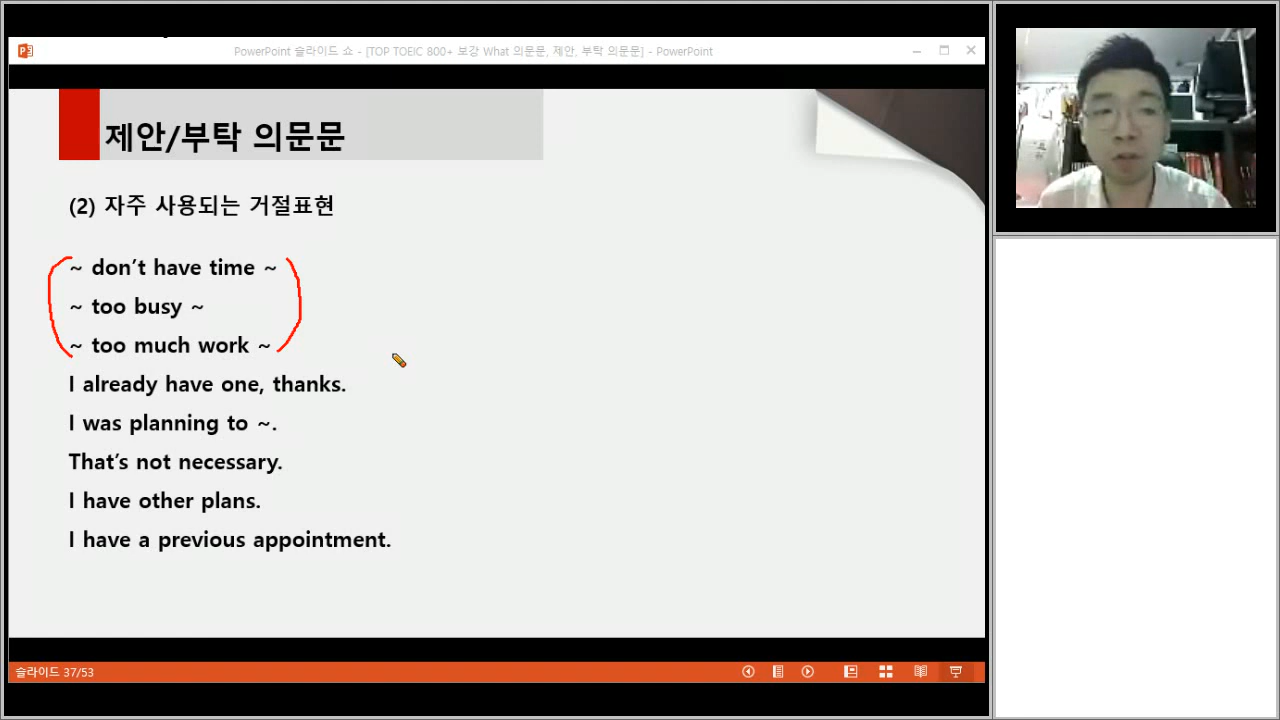 PowerPoint 슬라이드 쇼 - [TOP TOEIC 800+ 보강 What 의문문, 제안, 부탁 의문문] - PowerPoint
제안/부탁 의문문
(2) 자주 사용되는 거절표현
~ don’t have time ~
~ too busy ~
~ too much work ~
I already have one, thanks.
I was planning to ~.
That’s not necessary.
I have other plans.
I have a previous appointment.
슬라이드 37/53